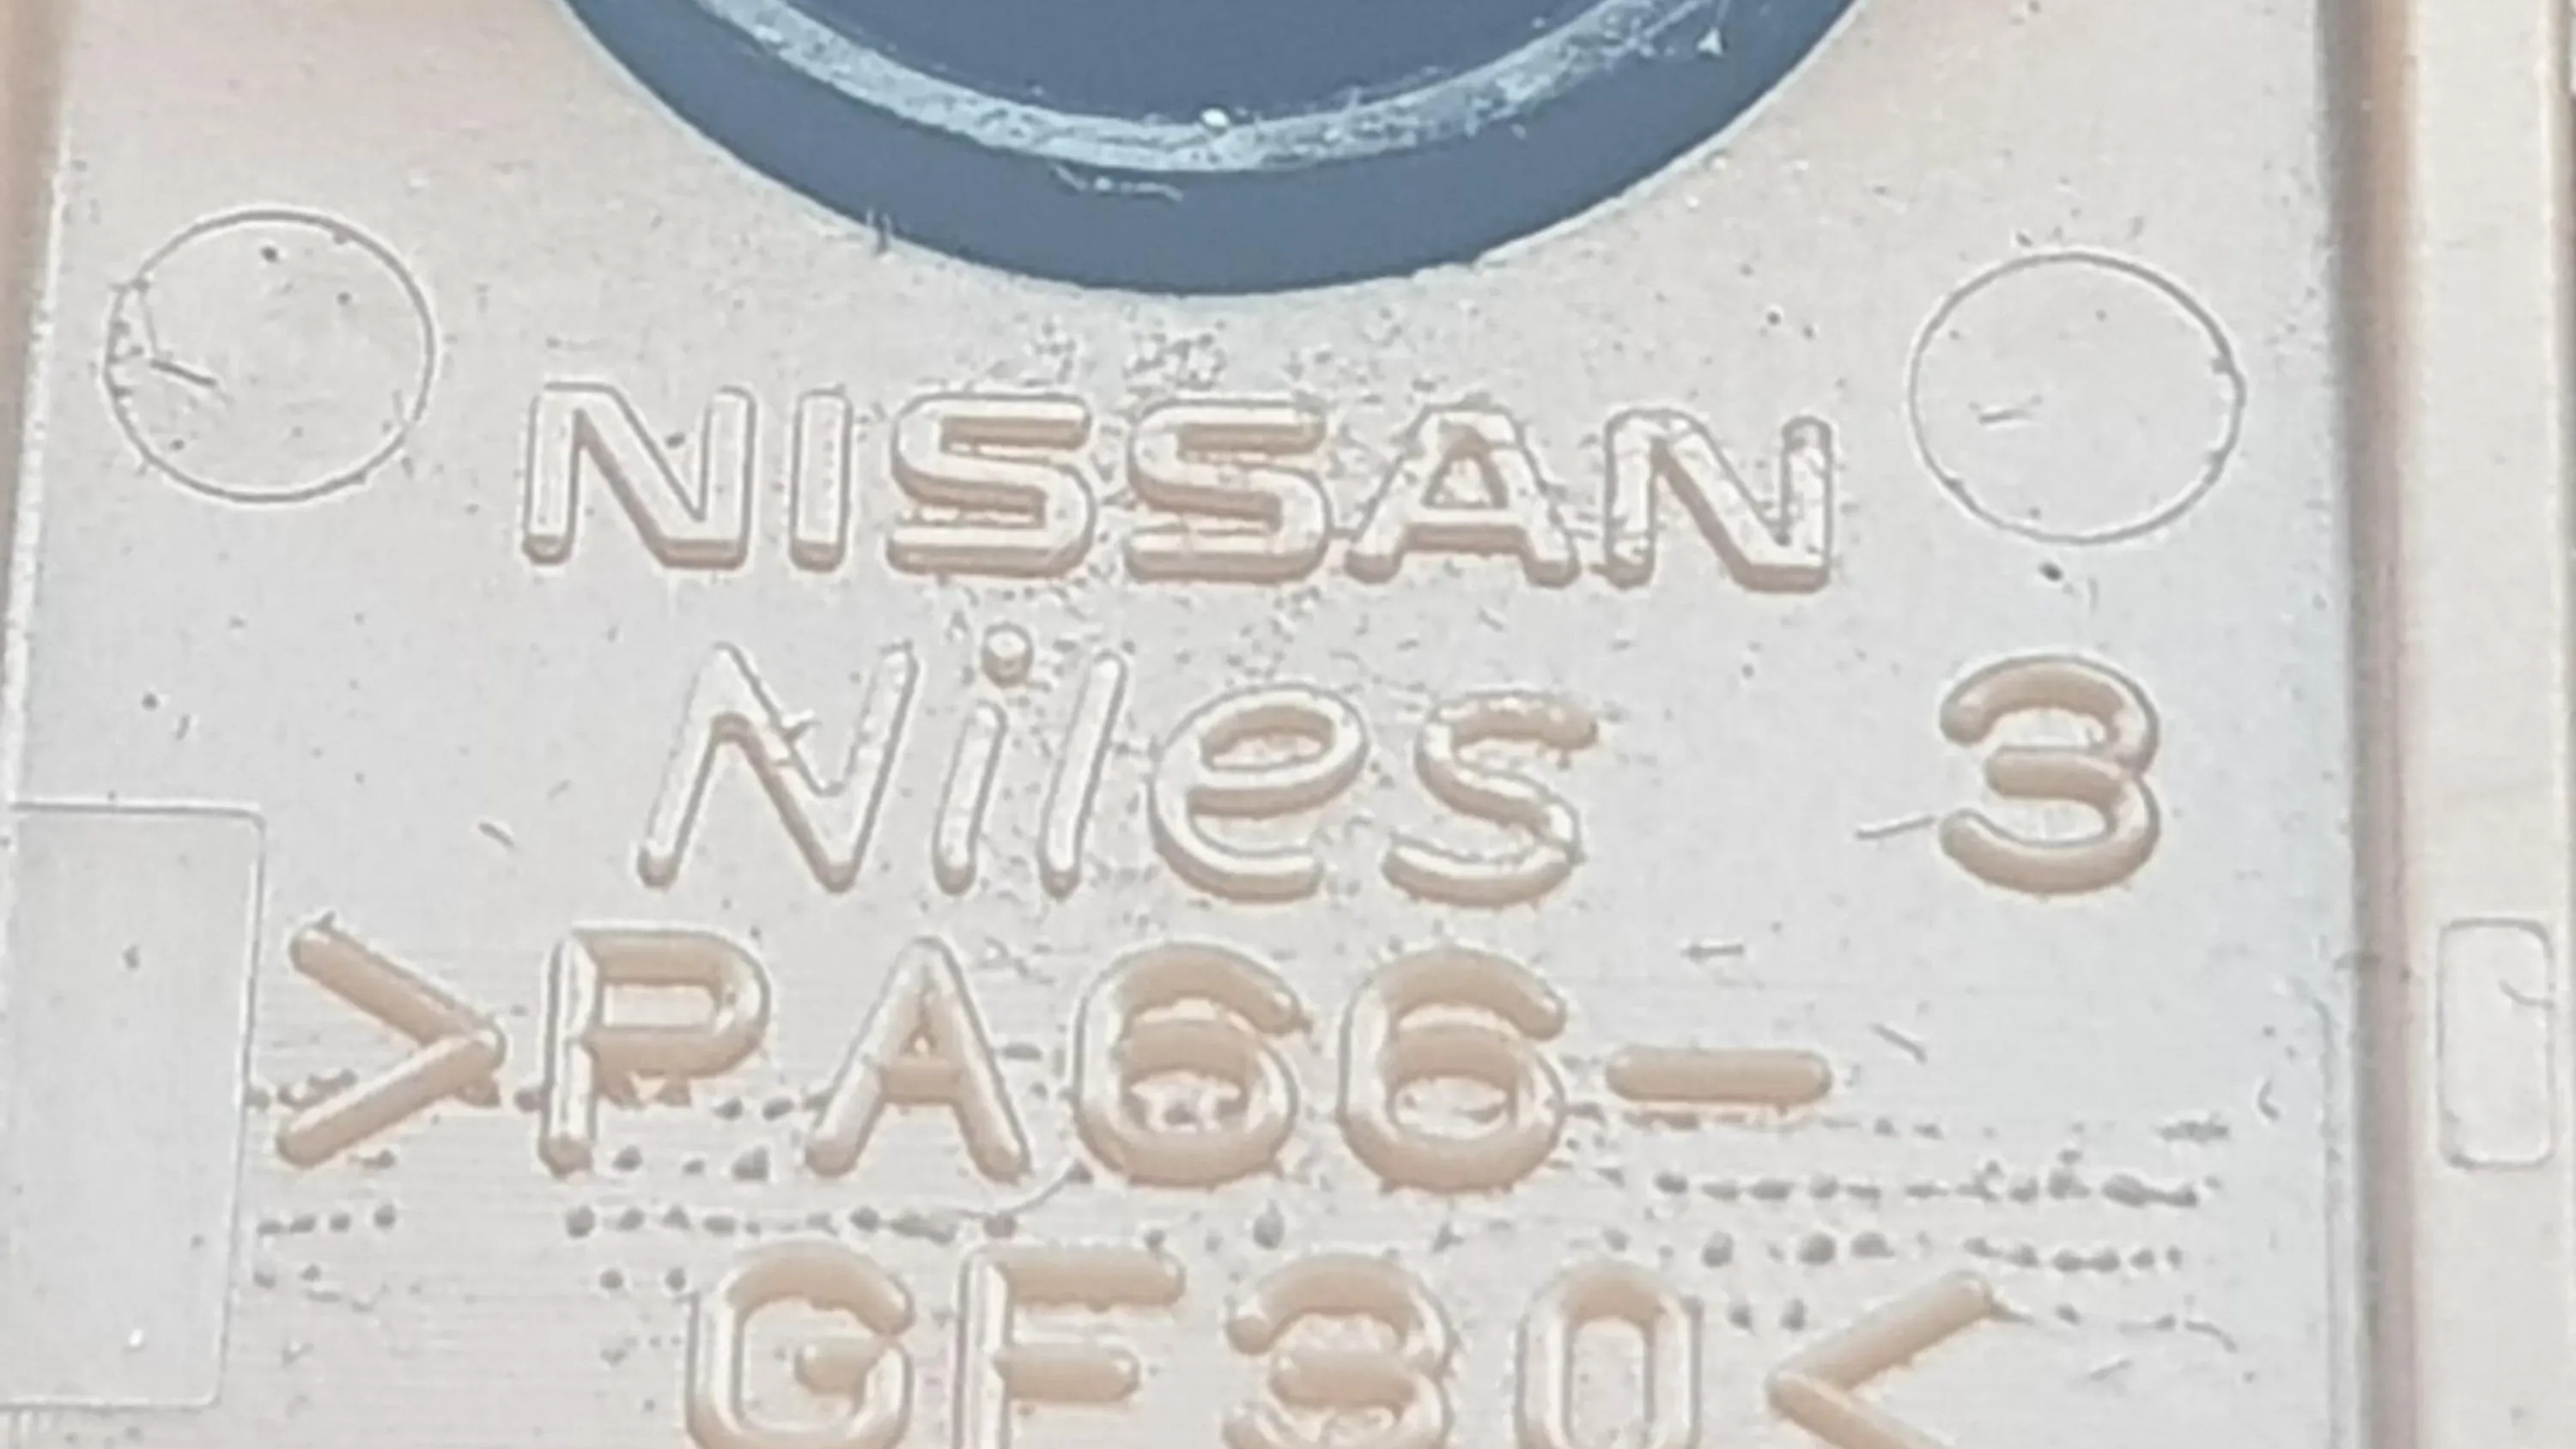 NISSAN
Niles 3
>PA66-
GF30<